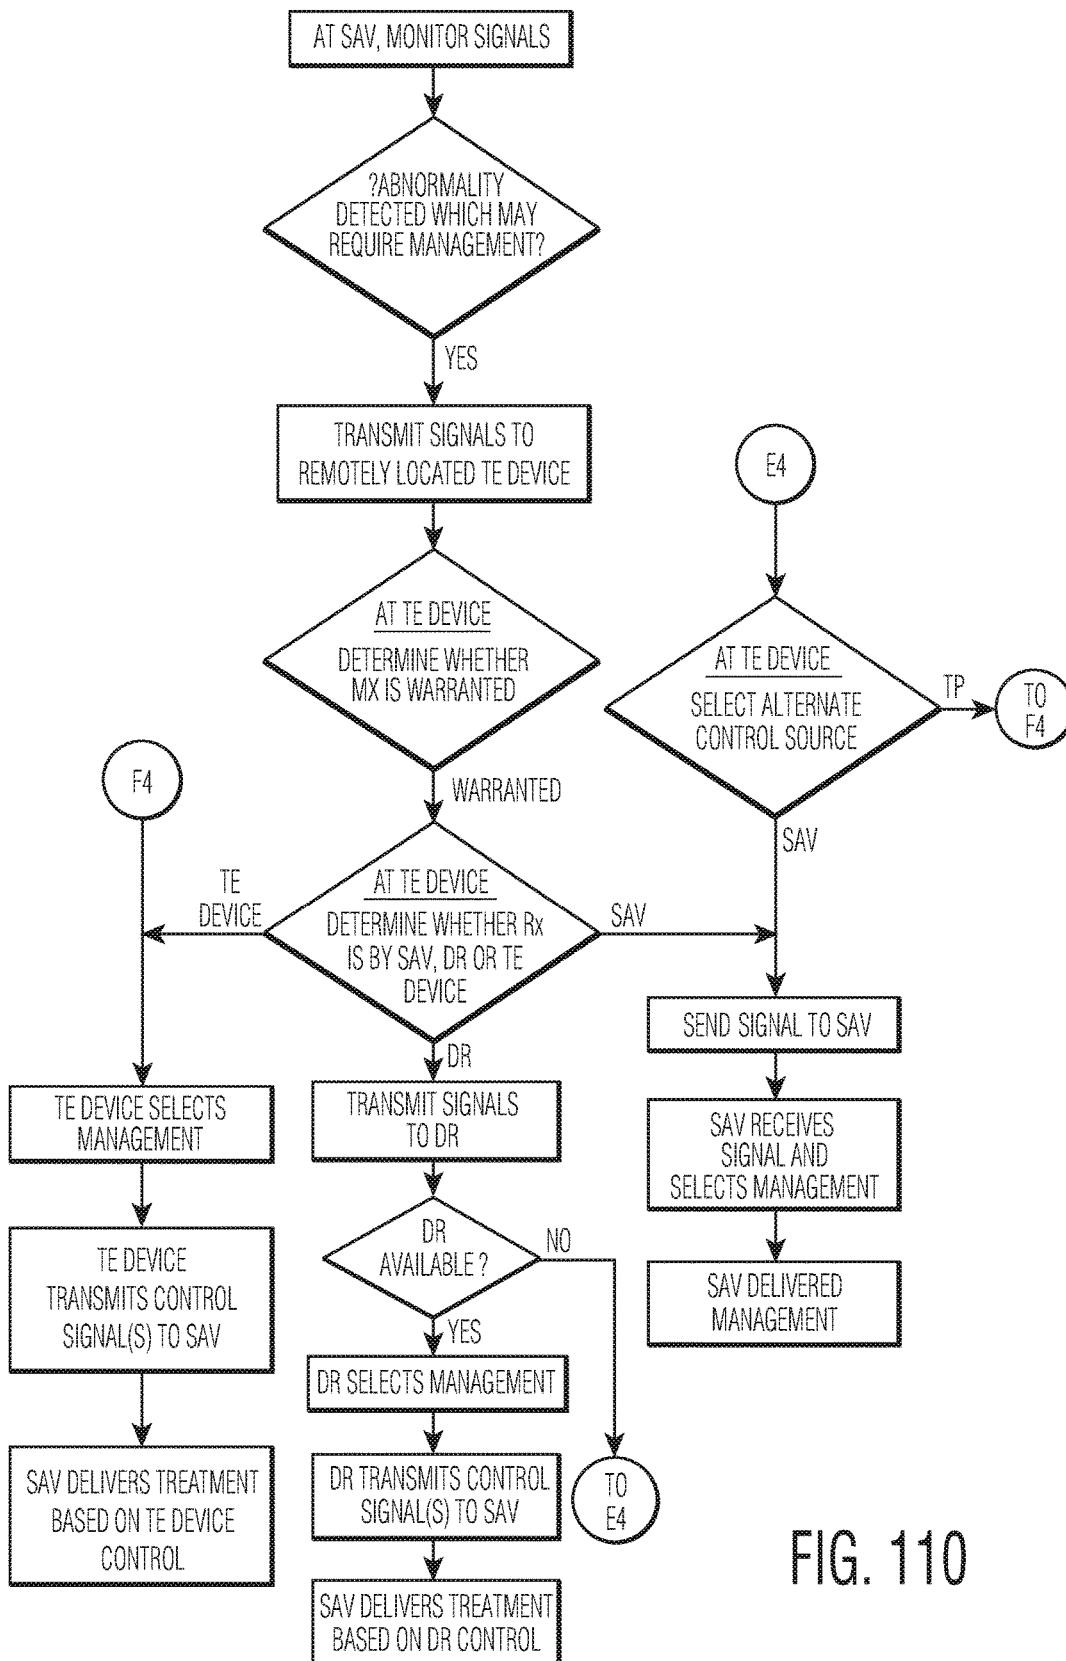 AT SAV, MONITOR SIGNALS
?ABNORMALITY
DETECTED WHICH MAY
REQUIRE MANAGEMENT?
YES
TRANSMIT SIGNALS TO
REMOTELY LOCATED TE DEVICE
AT TE DEVICE
DETERMINE WHETHER
MX IS WARRANTED
WARRANTED
E4
AT TE DEVICE
SELECT ALTERNATE
CONTROL SOURCE
TP
TO
F4
SAV
F4
AT TE DEVICE
DETERMINE WHETHER Rx
IS BY SAV, DR OR TE
DEVICE
TE
DEVICE
SAV
DR
TE DEVICE SELECTS
MANAGEMENT
TE DEVICE
TRANSMITS CONTROL
SIGNAL(S) TO SAV
SAV DELIVERS TREATMENT
BASED ON TE DEVICE
CONTROL
TRANSMIT SIGNALS
TO DR
DR
AVAILABLE ?
NO
YES
DR SELECTS MANAGEMENT
DR TRANSMITS CONTROL
SIGNAL(S) TO SAV
SAV DELIVERS TREATMENT
BASED ON DR CONTROL
TO
E4
SEND SIGNAL TO SAV
SAV RECEIVES
SIGNAL AND
SELECTS MANAGEMENT
SAV DELIVERED
MANAGEMENT
FIG. 110